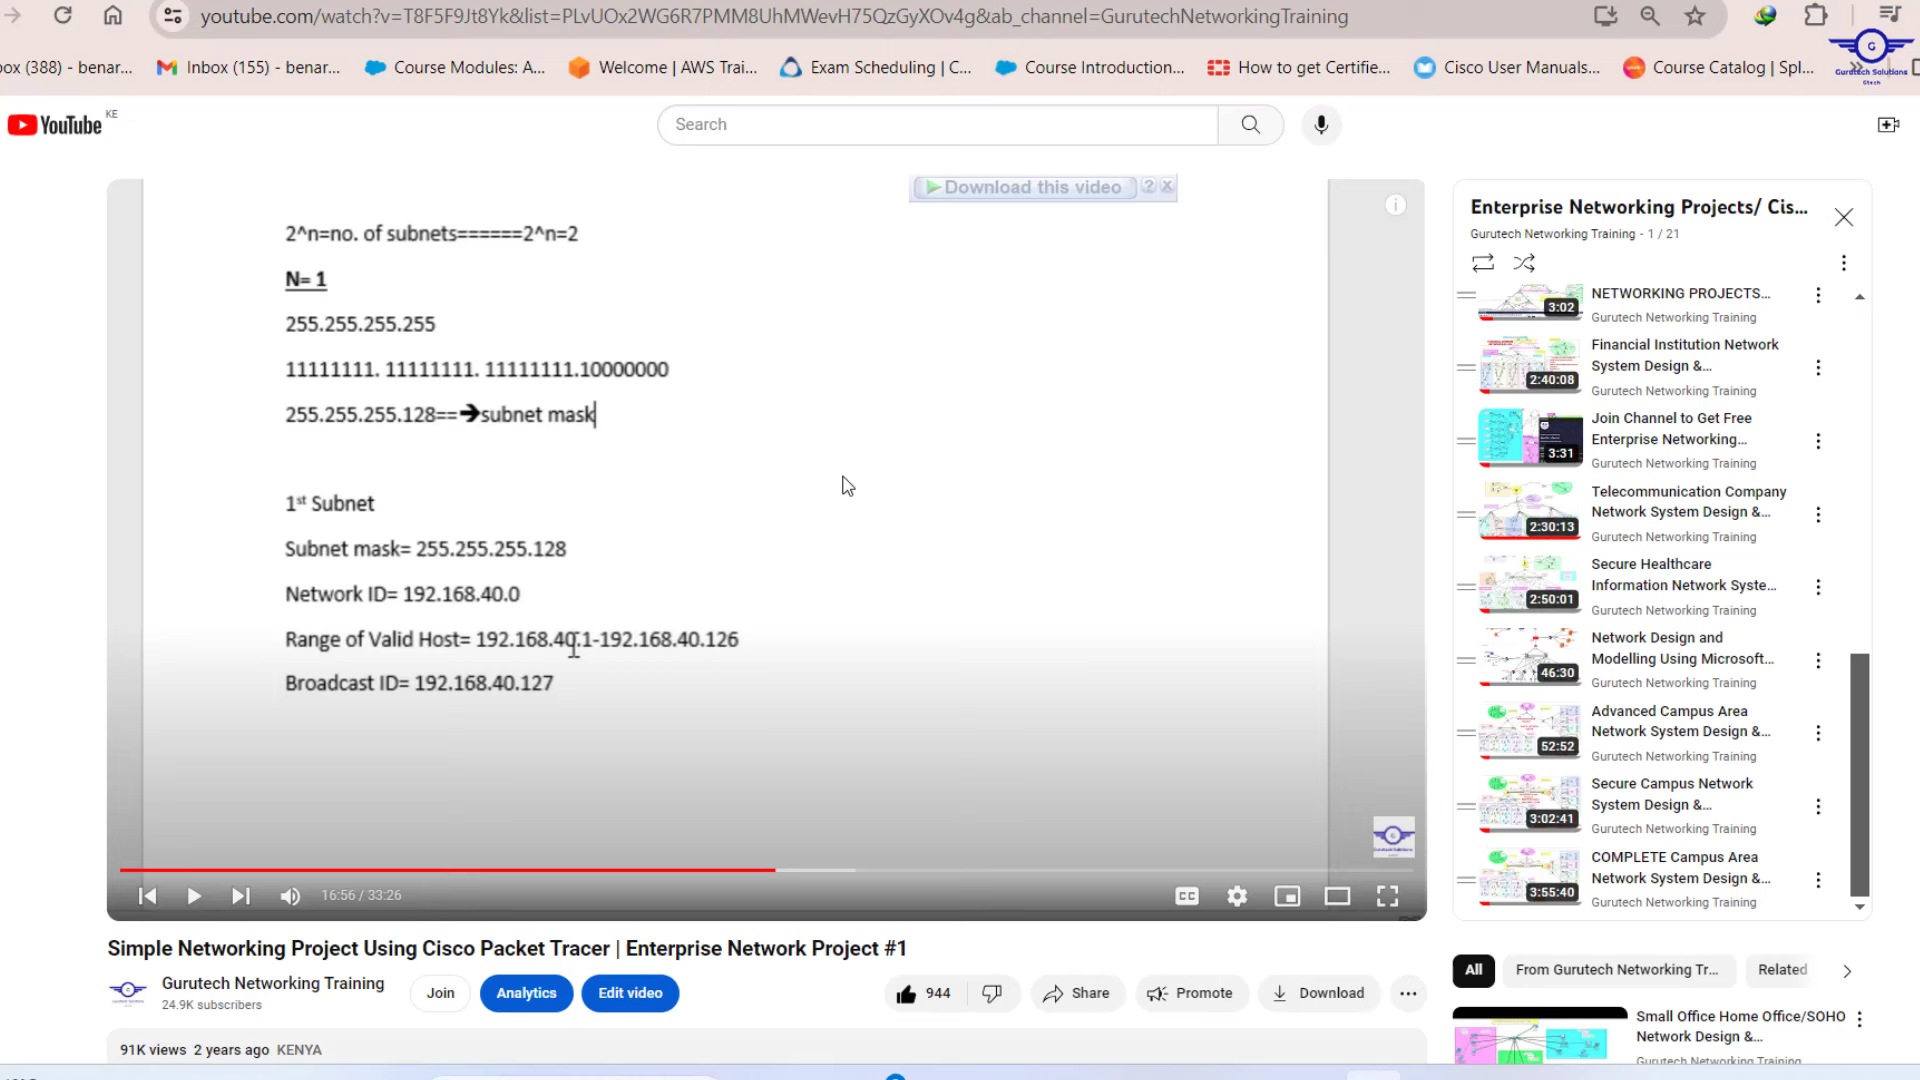 youtube.com/watch?v=T8F5F9Jt8Yk&list=PLvUOx2WG6R7PMM8UhMWevH75QzGyXOv4g&ab_channel=GurutechNetworkingTraining
ox (388) - benar... Inbox (155) - benar... Course Modules: A... Welcome | AWS Trai... Exam Scheduling | C... Course Introduction... How to get Certifie... Cisco User Manuals... Course Catalog | Spl...
G
Gurutech Solutions
Gtech
YouTube KE
Search
Download this video ? X
2^n=no. of subnets======2^n=2
N= 1
255.255.255.255
11111111. 11111111. 11111111.10000000
255.255.255.128==➔subnet mask
1st Subnet
Subnet mask= 255.255.255.128
Network ID= 192.168.40.0
Range of Valid Host= 192.168.40.1-192.168.40.126
Broadcast ID= 192.168.40.127
16:56 / 33:26
CC
Simple Networking Project Using Cisco Packet Tracer | Enterprise Network Project #1
Gurutech Networking Training
24.9K subscribers
Join
Analytics
Edit video
944
Share
Promote
Download
91K views 2 years ago KENYA
Enterprise Networking Projects/ Cis...
Gurutech Networking Training - 1 / 21
3:02
NETWORKING PROJECTS...
Gurutech Networking Training
2:40:08
Financial Institution Network
System Design &...
Gurutech Networking Training
3:31
Join Channel to Get Free
Enterprise Networking...
Gurutech Networking Training
2:30:13
Telecommunication Company
Network System Design &...
Gurutech Networking Training
2:50:01
Secure Healthcare
Information Network Syste...
Gurutech Networking Training
46:30
Network Design and
Modelling Using Microsoft...
Gurutech Networking Training
52:52
Advanced Campus Area
Network System Design &...
Gurutech Networking Training
3:02:41
Secure Campus Network
System Design &...
Gurutech Networking Training
3:55:40
COMPLETE Campus Area
Network System Design &...
Gurutech Networking Training
All
From Gurutech Networking Tr...
Related
Small Office Home Office/SOHO
Network Design &...
Gurutech Networking Training